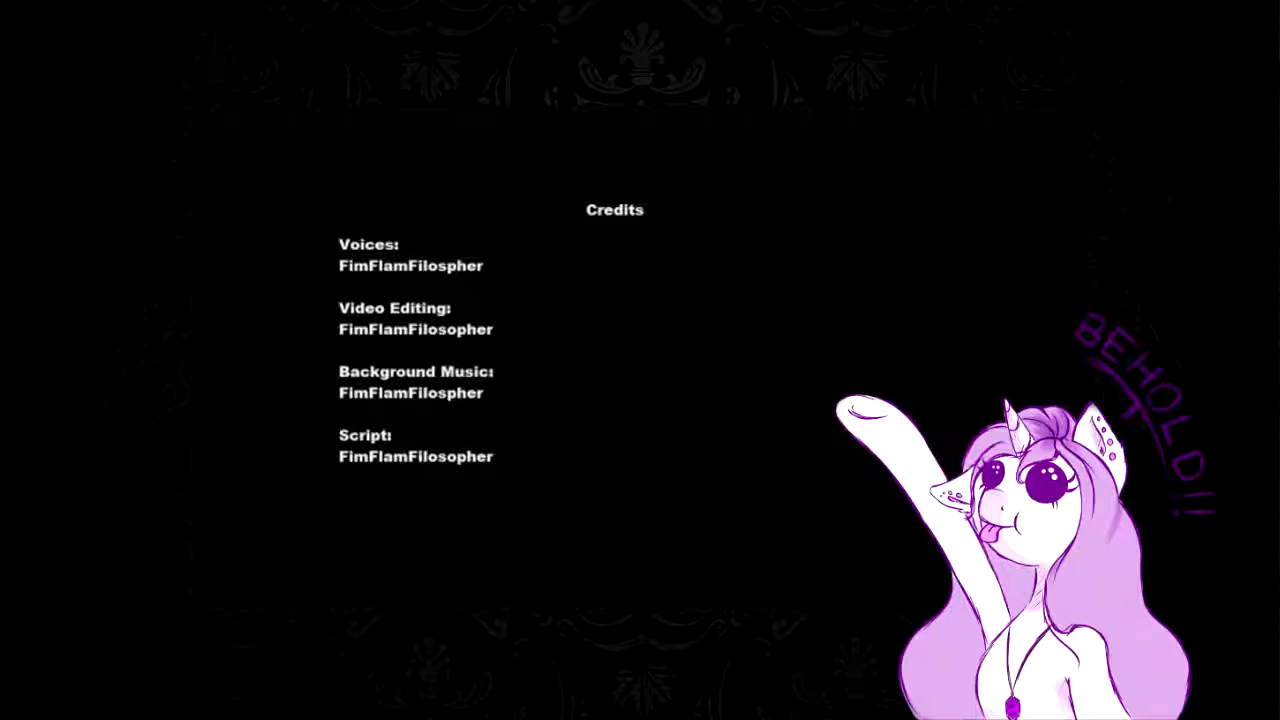 Credits
Voices:
FimFlamFilospher
Video Editing:
FimFlamFilosopher
Background Music:
FimFlamFilospher
Script:
FimFlamFilosopher
BEHOLD!!